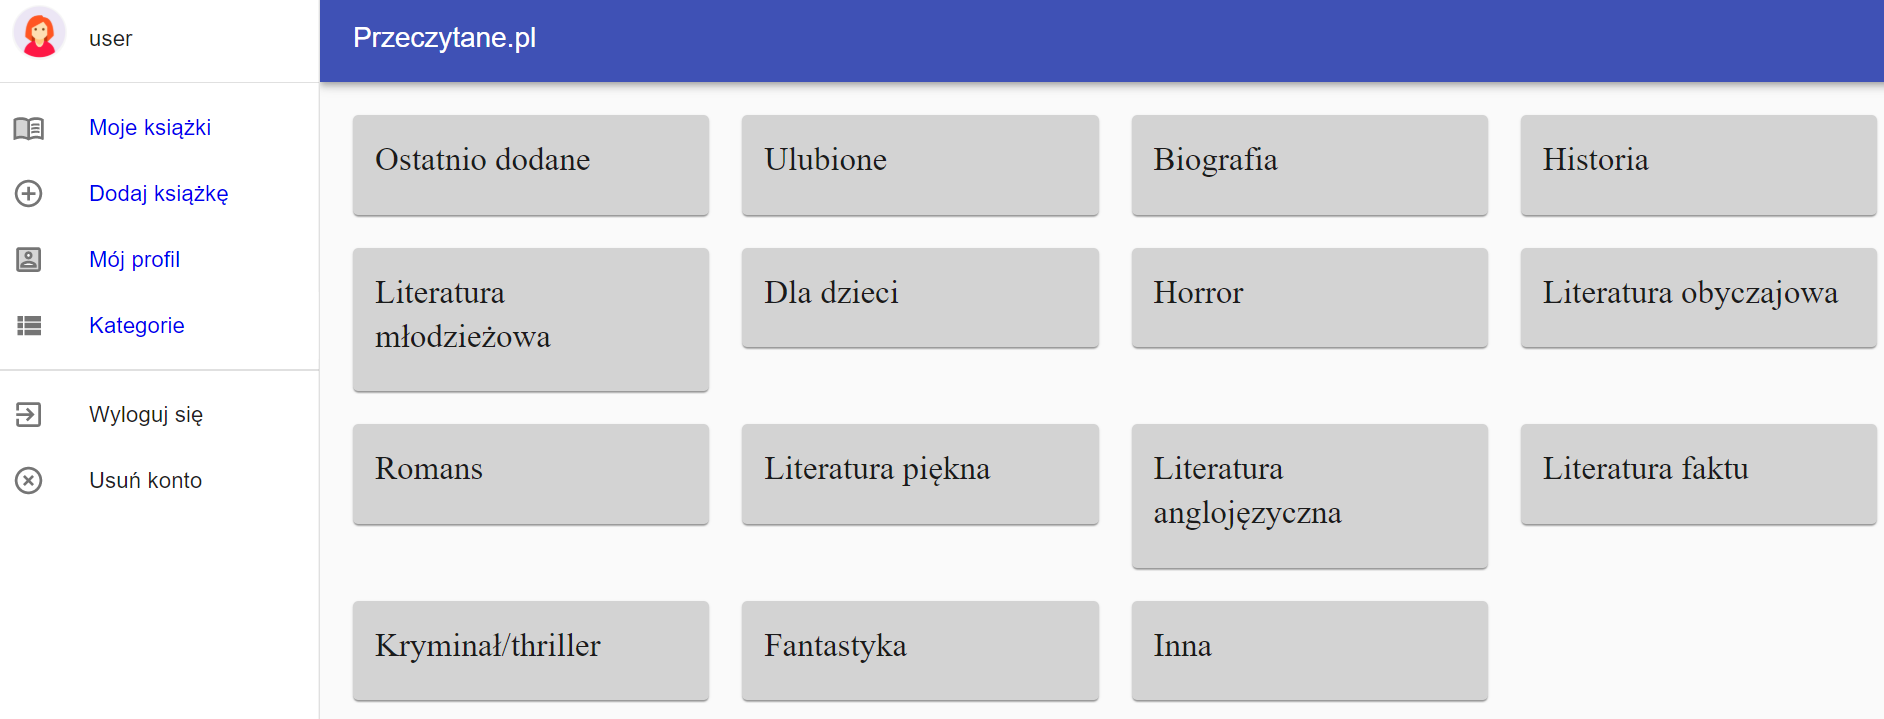 user
Moje książki
Dodaj książkę
Mój profil
Kategorie
Wyloguj się
Usuń konto
Przeczytane.pl
Ostatnio dodane
Ulubione
Biografia
Historia
Literatura
młodzieżowa
Dla dzieci
Horror
Literatura obyczajowa
Romans
Literatura piękna
Literatura
anglojęzyczna
Literatura faktu
Kryminał/thriller
Fantastyka
Inna